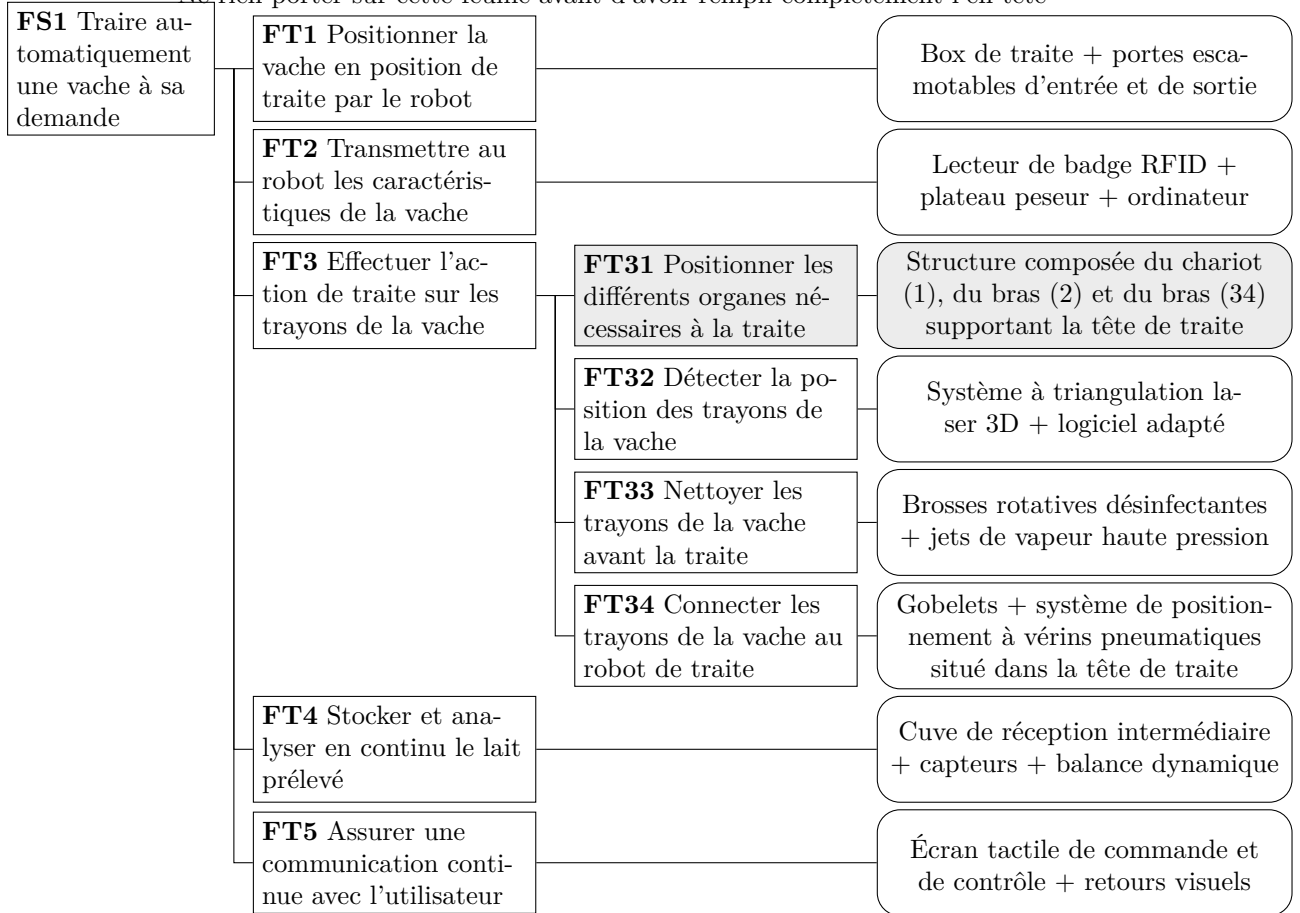 Ne rien porter sur cette feuille avant d'avoir rempli complètement l'en-tête
FS1 Traire au-
tomatiquement
une vache à sa
demande
FT1 Positionner la
vache en position de
traite par le robot
Box de traite + portes esca-
motables d'entrée et de sortie
FT2 Transmettre au
robot les caractéris-
tiques de la vache
Lecteur de badge RFID +
plateau peseur + ordinateur
FT3 Effectuer l'ac-
tion de traite sur les
trayons de la vache
FT31 Positionner les
différents organes né-
cessaires à la traite
Structure composée du chariot
(1), du bras (2) et du bras (34)
supportant la tête de traite
FT32 Détecter la po-
sition des trayons de
la vache
Système à triangulation la-
ser 3D + logiciel adapté
FT33 Nettoyer les
trayons de la vache
avant la traite
Brosses rotatives désinfectantes
+ jets de vapeur haute pression
FT34 Connecter les
trayons de la vache au
robot de traite
Gobelets + système de position-
nement à vérins pneumatiques
situé dans la tête de traite
FT4 Stocker et ana-
lyser en continu le lait
prélevé
Cuve de réception intermédiaire
+ capteurs + balance dynamique
FT5 Assurer une
communication conti-
nue avec l'utilisateur
Écran tactile de commande et
de contrôle + retours visuels